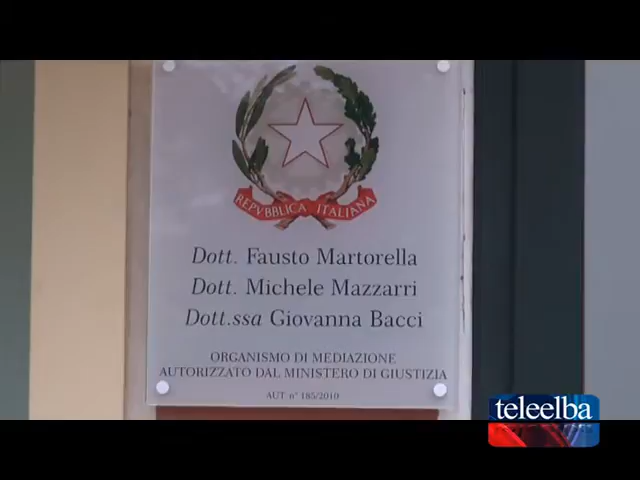 REPVBBLICA ITALIANA
Dott. Fausto Martorella
Dott. Michele Mazzarri
Dott.ssa Giovanna Bacci
ORGANISMO DI MEDIAZIONE
AUTORIZZATO DAL MINISTERO DI GIUSTIZIA
AUT. n° 185/2010
teleelba